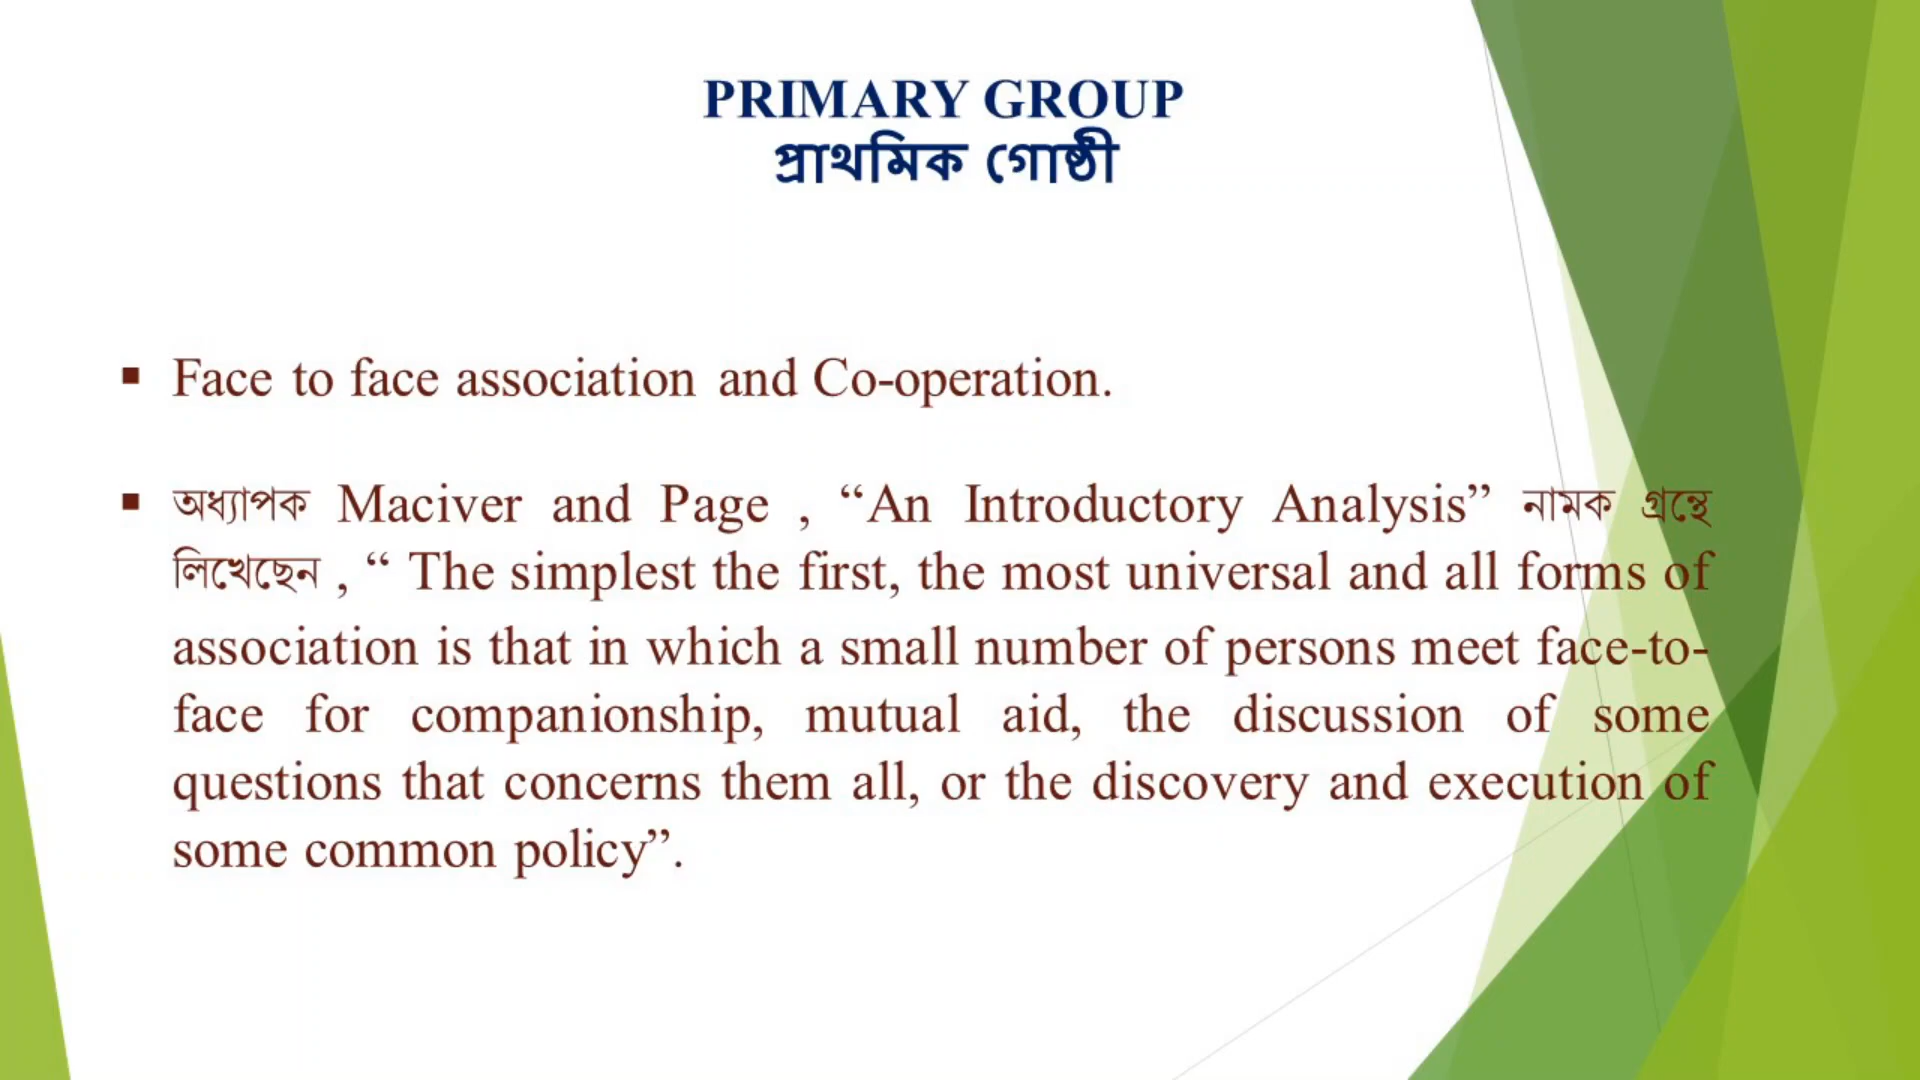 PRIMARY GROUP
প্রাথমিক গোষ্ঠী
▪ Face to face association and Co-operation.
▪ অধ্যাপক Maciver and Page , “An Introductory Analysis” নামক গ্রন্থে
লিখেছেন , “ The simplest the first, the most universal and all forms of
association is that in which a small number of persons meet face-to-
face for companionship, mutual aid, the discussion of some
questions that concerns them all, or the discovery and execution of
some common policy”.